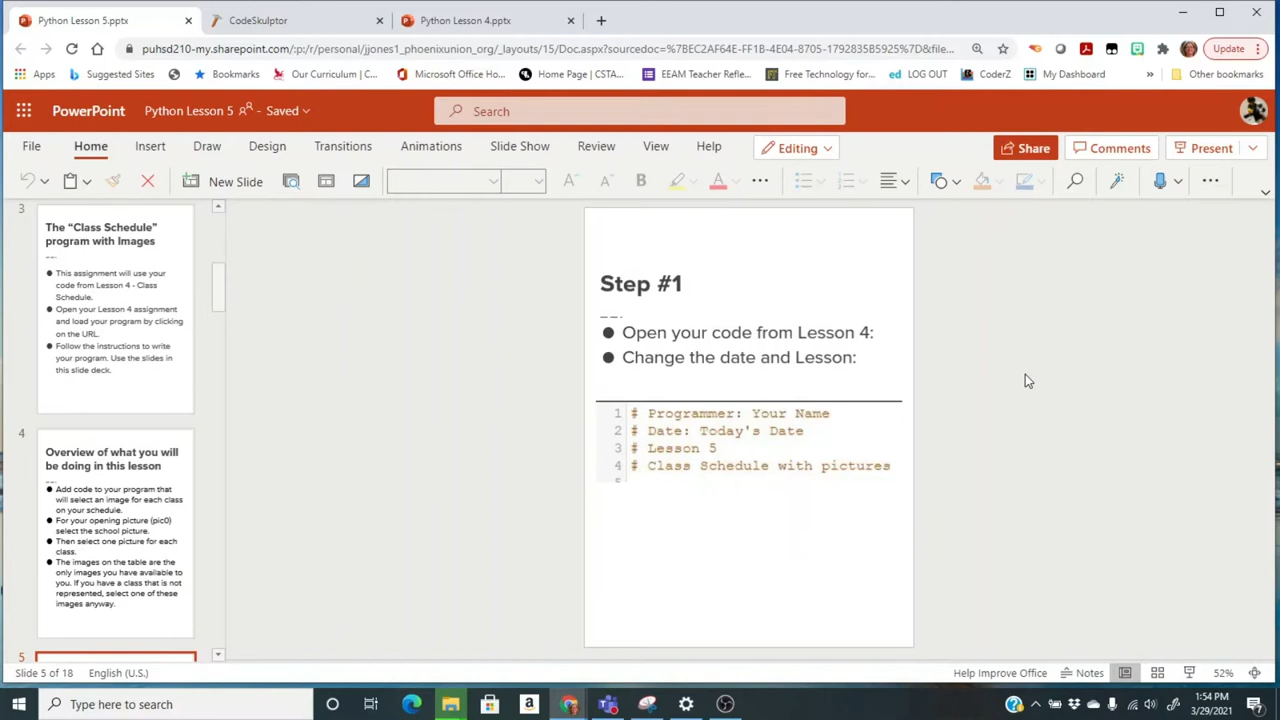 Python Lesson 5.pptx
CodeSkulptor
Python Lesson 4.pptx
puhsd210-my.sharepoint.com/:p:/r/personal/jjones1_phoenixunion_org/_layouts/15/Doc.aspx?sourcedoc=%7BEC2AF64E-FF1B-4E04-8705-1792835B5925%7D&file...
Update
Apps
Suggested Sites
Bookmarks
Our Curriculum | C...
Microsoft Office Ho...
Home Page | CSTA...
EEAM Teacher Refle...
Free Technology for...
ed LOG OUT
CoderZ
My Dashboard
»
Other bookmarks
PowerPoint
Python Lesson 5 - Saved
Search
File
Home
Insert
Draw
Design
Transitions
Animations
Slide Show
Review
View
Help
Editing
Share
Comments
Present
New Slide
3
The “Class Schedule”
program with Images
● This assignment will use your
code from Lesson 4 - Class
Schedule.
● Open your Lesson 4 assignment
and load your program by clicking
on the URL.
● Follow the instructions to write
your program. Use the slides in
this slide deck.
4
Overview of what you will
be doing in this lesson
● Add code to your program that
will select an image for each class
on your schedule.
● For your opening picture (pic0)
select the school picture.
● Then select one picture for each
class.
● The images on the table are the
only images you have available to
you. If you have a class that is not
represented, select one of these
images anyway.
5
Step #1
● Open your code from Lesson 4:
● Change the date and Lesson:
1 # Programmer: Your Name
2 # Date: Today's Date
3 # Lesson 5
4 # Class Schedule with pictures
Slide 5 of 18
English (U.S.)
Help Improve Office
Notes
52%
Type here to search
1:54 PM
3/29/2021